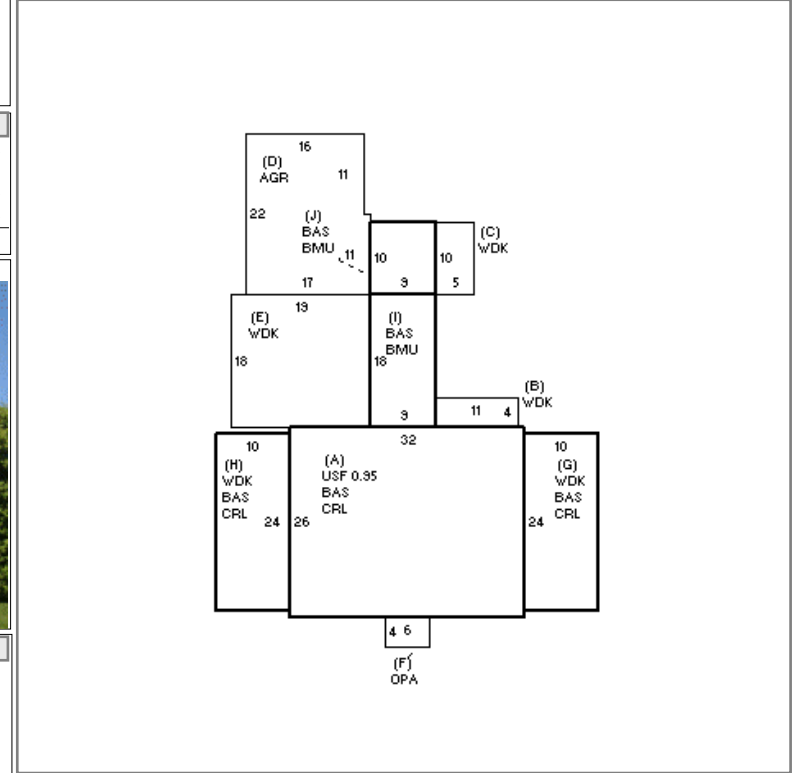 16
(D)
AGR
11
22
(J)
BAS
BMU
11
10
10
(C)
WDK
17
9
5
19
(E)
WDK
(I)
BAS
BMU
18
18
(B)
WDK
9
11
4
32
10
(H)
WDK
BAS
CRL
24
26
(A)
USF 0.95
BAS
CRL
10
(G)
WDK
BAS
CRL
24
4 6
(F)
OPA